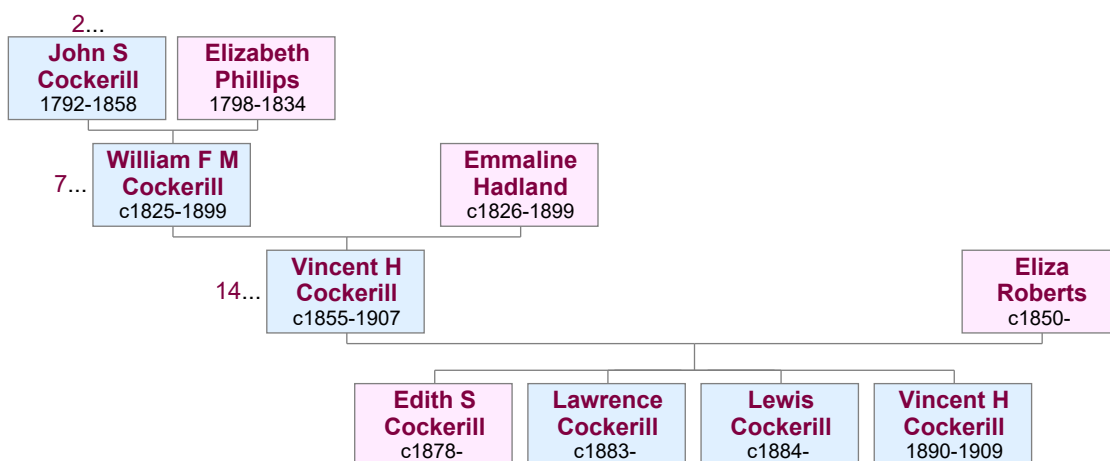 2...
John S
Cockerill
1792-1858
Elizabeth
Phillips
1798-1834
7...
William F M
Cockerill
c1825-1899
Emmaline
Hadland
c1826-1899
14...
Vincent H
Cockerill
c1855-1907
Eliza
Roberts
c1850-
Edith S
Cockerill
c1878-
Lawrence
Cockerill
c1883-
Lewis
Cockerill
c1884-
Vincent H
Cockerill
1890-1909